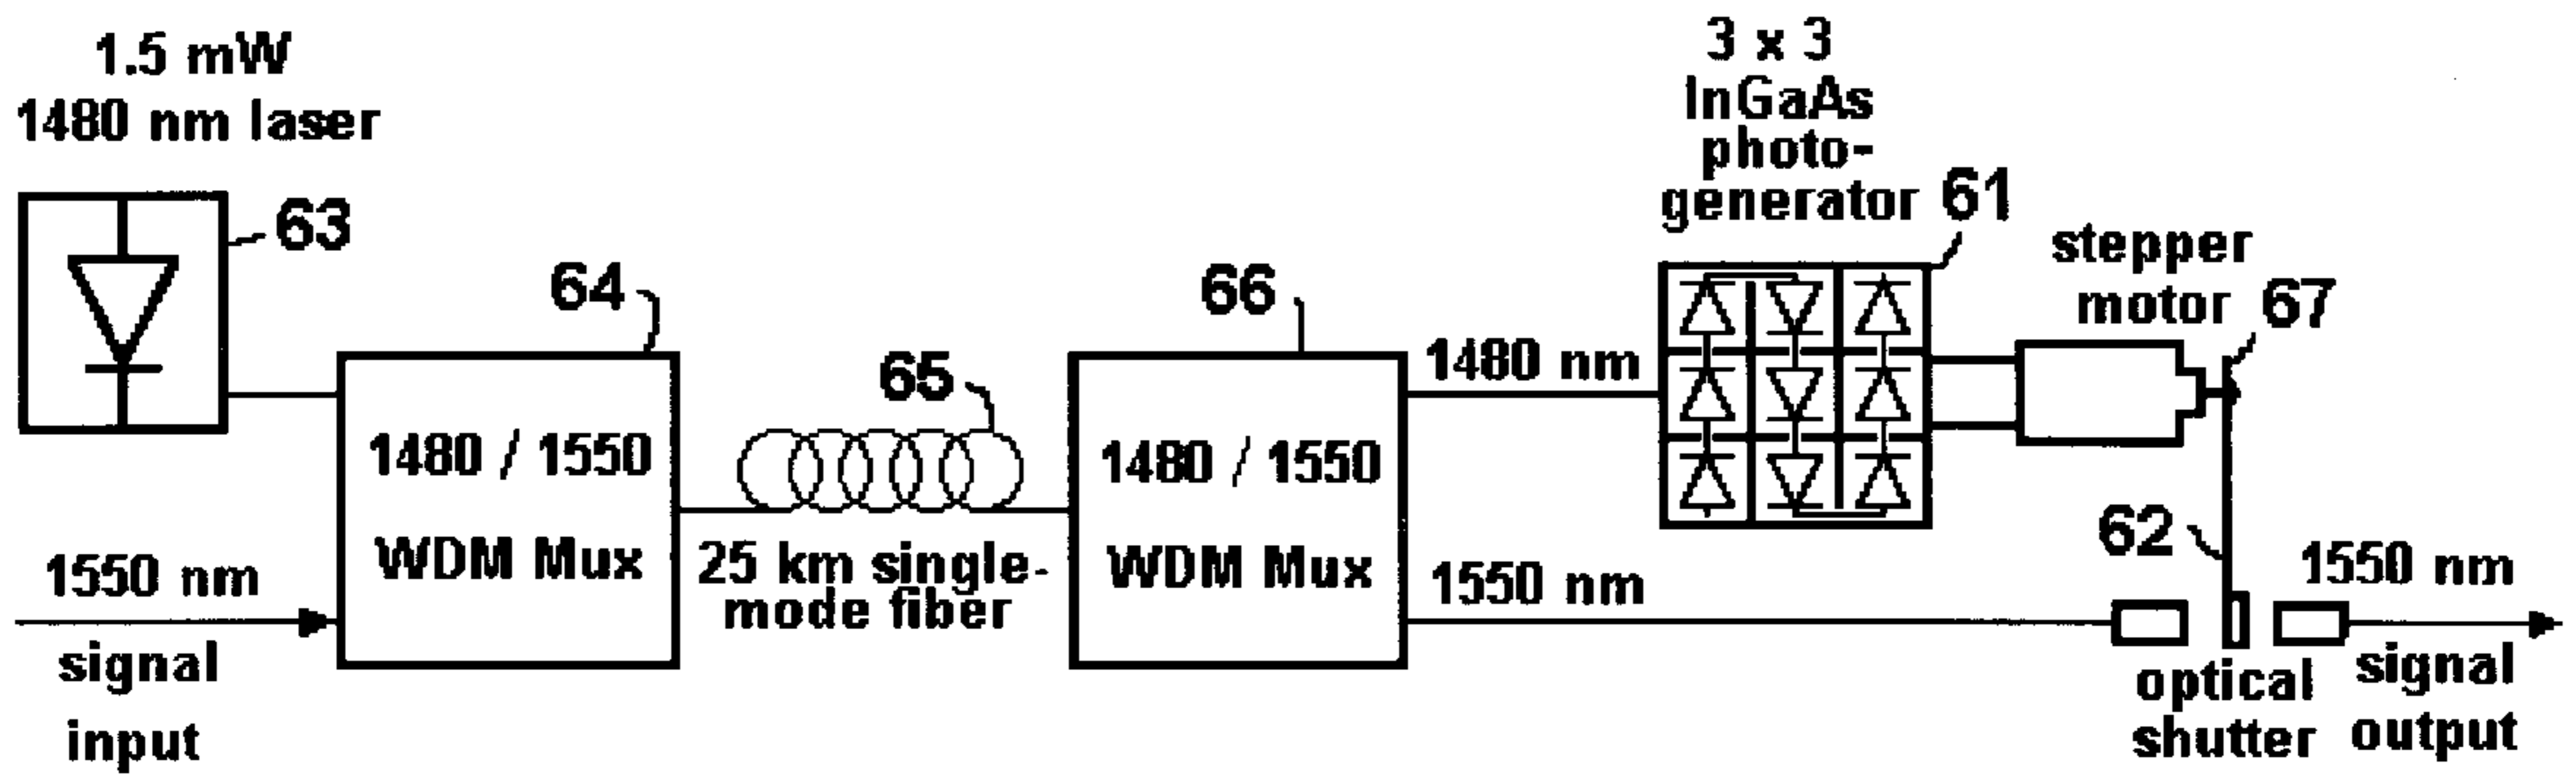 1.5 mW
1480 nm laser
63
1550 nm
signal
input
64
1480 / 1550
WDM Mux
65
25 km single-
mode fiber
66
1480 / 1550
WDM Mux
1480 nm
1550 nm
3 x 3
InGaAs
photo-
generator 61
stepper
motor 67
62
optical
shutter
1550 nm
signal
output